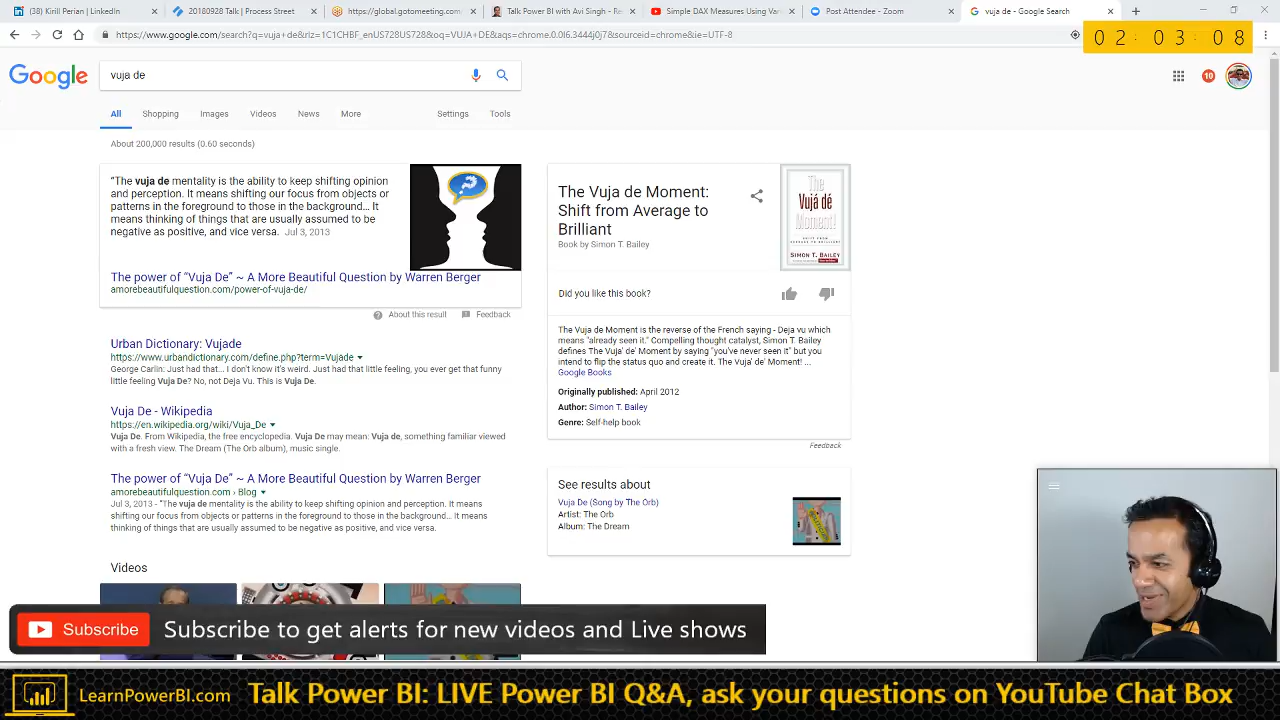 (38) Kirill Perian | LinkedIn
20180928 Talk | Process Street
https://global.gotomeeting.com/
Talk Power BI with Avi Singh - Re
Simple DAX Measures Using Var
Post Attendee - Zoom
vuja de - Google Search
https://www.google.com/search?q=vuja+de&rlz=1C1CHBF_enUS728US728&oq=VUJA+DE&aqs=chrome.0.0l6.3444j0j7&sourceid=chrome&ie=UTF-8
02:03:08
Google
vuja de
10
All
Shopping
Images
Videos
News
More
Settings
Tools
About 200,000 results (0.60 seconds)
"The vuja de mentality is the ability to keep shifting opinion
and perception. It means shifting our focus from objects or
patterns in the foreground to those in the background... It
means thinking of things that are usually assumed to be
negative as positive, and vice versa. Jul 3, 2013
The power of “Vuja De” ~ A More Beautiful Question by Warren Berger
amorebeautifulquestion.com/power-of-vuja-de/
About this result
Feedback
Urban Dictionary: Vujade
https://www.urbandictionary.com/define.php?term=Vujade
George Carlin: Just had that... I don't know it's weird. Just had that little feeling, you ever get that funny
little feeling Vuja De? No, not Deja Vu. This is Vuja De.
Vuja De - Wikipedia
https://en.wikipedia.org/wiki/Vuja_De
Vuja De. From Wikipedia, the free encyclopedia. Vuja De may mean: Vuja de, something familiar viewed
with a fresh view. The Dream (The Orb album), music single.
The power of “Vuja De” ~ A More Beautiful Question by Warren Berger
amorebeautifulquestion.com › Blog
Jul 3, 2013 - "The vuja de mentality is the ability to keep shifting opinion and perception. It means
shifting our focus from objects or patterns in the foreground to those in the background... It means
thinking of things that are usually assumed to be negative as positive, and vice versa.
Videos
The Vuja de Moment:
Shift from Average to
Brilliant
Book by Simon T. Bailey
The
Vujá dé
Moment!
SHIFT FROM
AVERAGE TO
BRILLIANT
SIMON T. BAILEY
Did you like this book?
The Vuja de Moment is the reverse of the French saying - Deja vu which
means "already seen it." Compelling thought catalyst, Simon T. Bailey
defines The Vuja' de' Moment by saying "you've never seen it" but you
intend to flip the status quo and create it. The Vuja' de' Moment! ...
Google Books
Originally published: April 2012
Author: Simon T. Bailey
Genre: Self-help book
Feedback
See results about
Vuja De (Song by The Orb)
Artist: The Orb
Album: The Dream
Subscribe
Subscribe to get alerts for new videos and Live shows
LearnPowerBI.com
Talk Power BI: LIVE Power BI Q&A, ask your questions on YouTube Chat Box